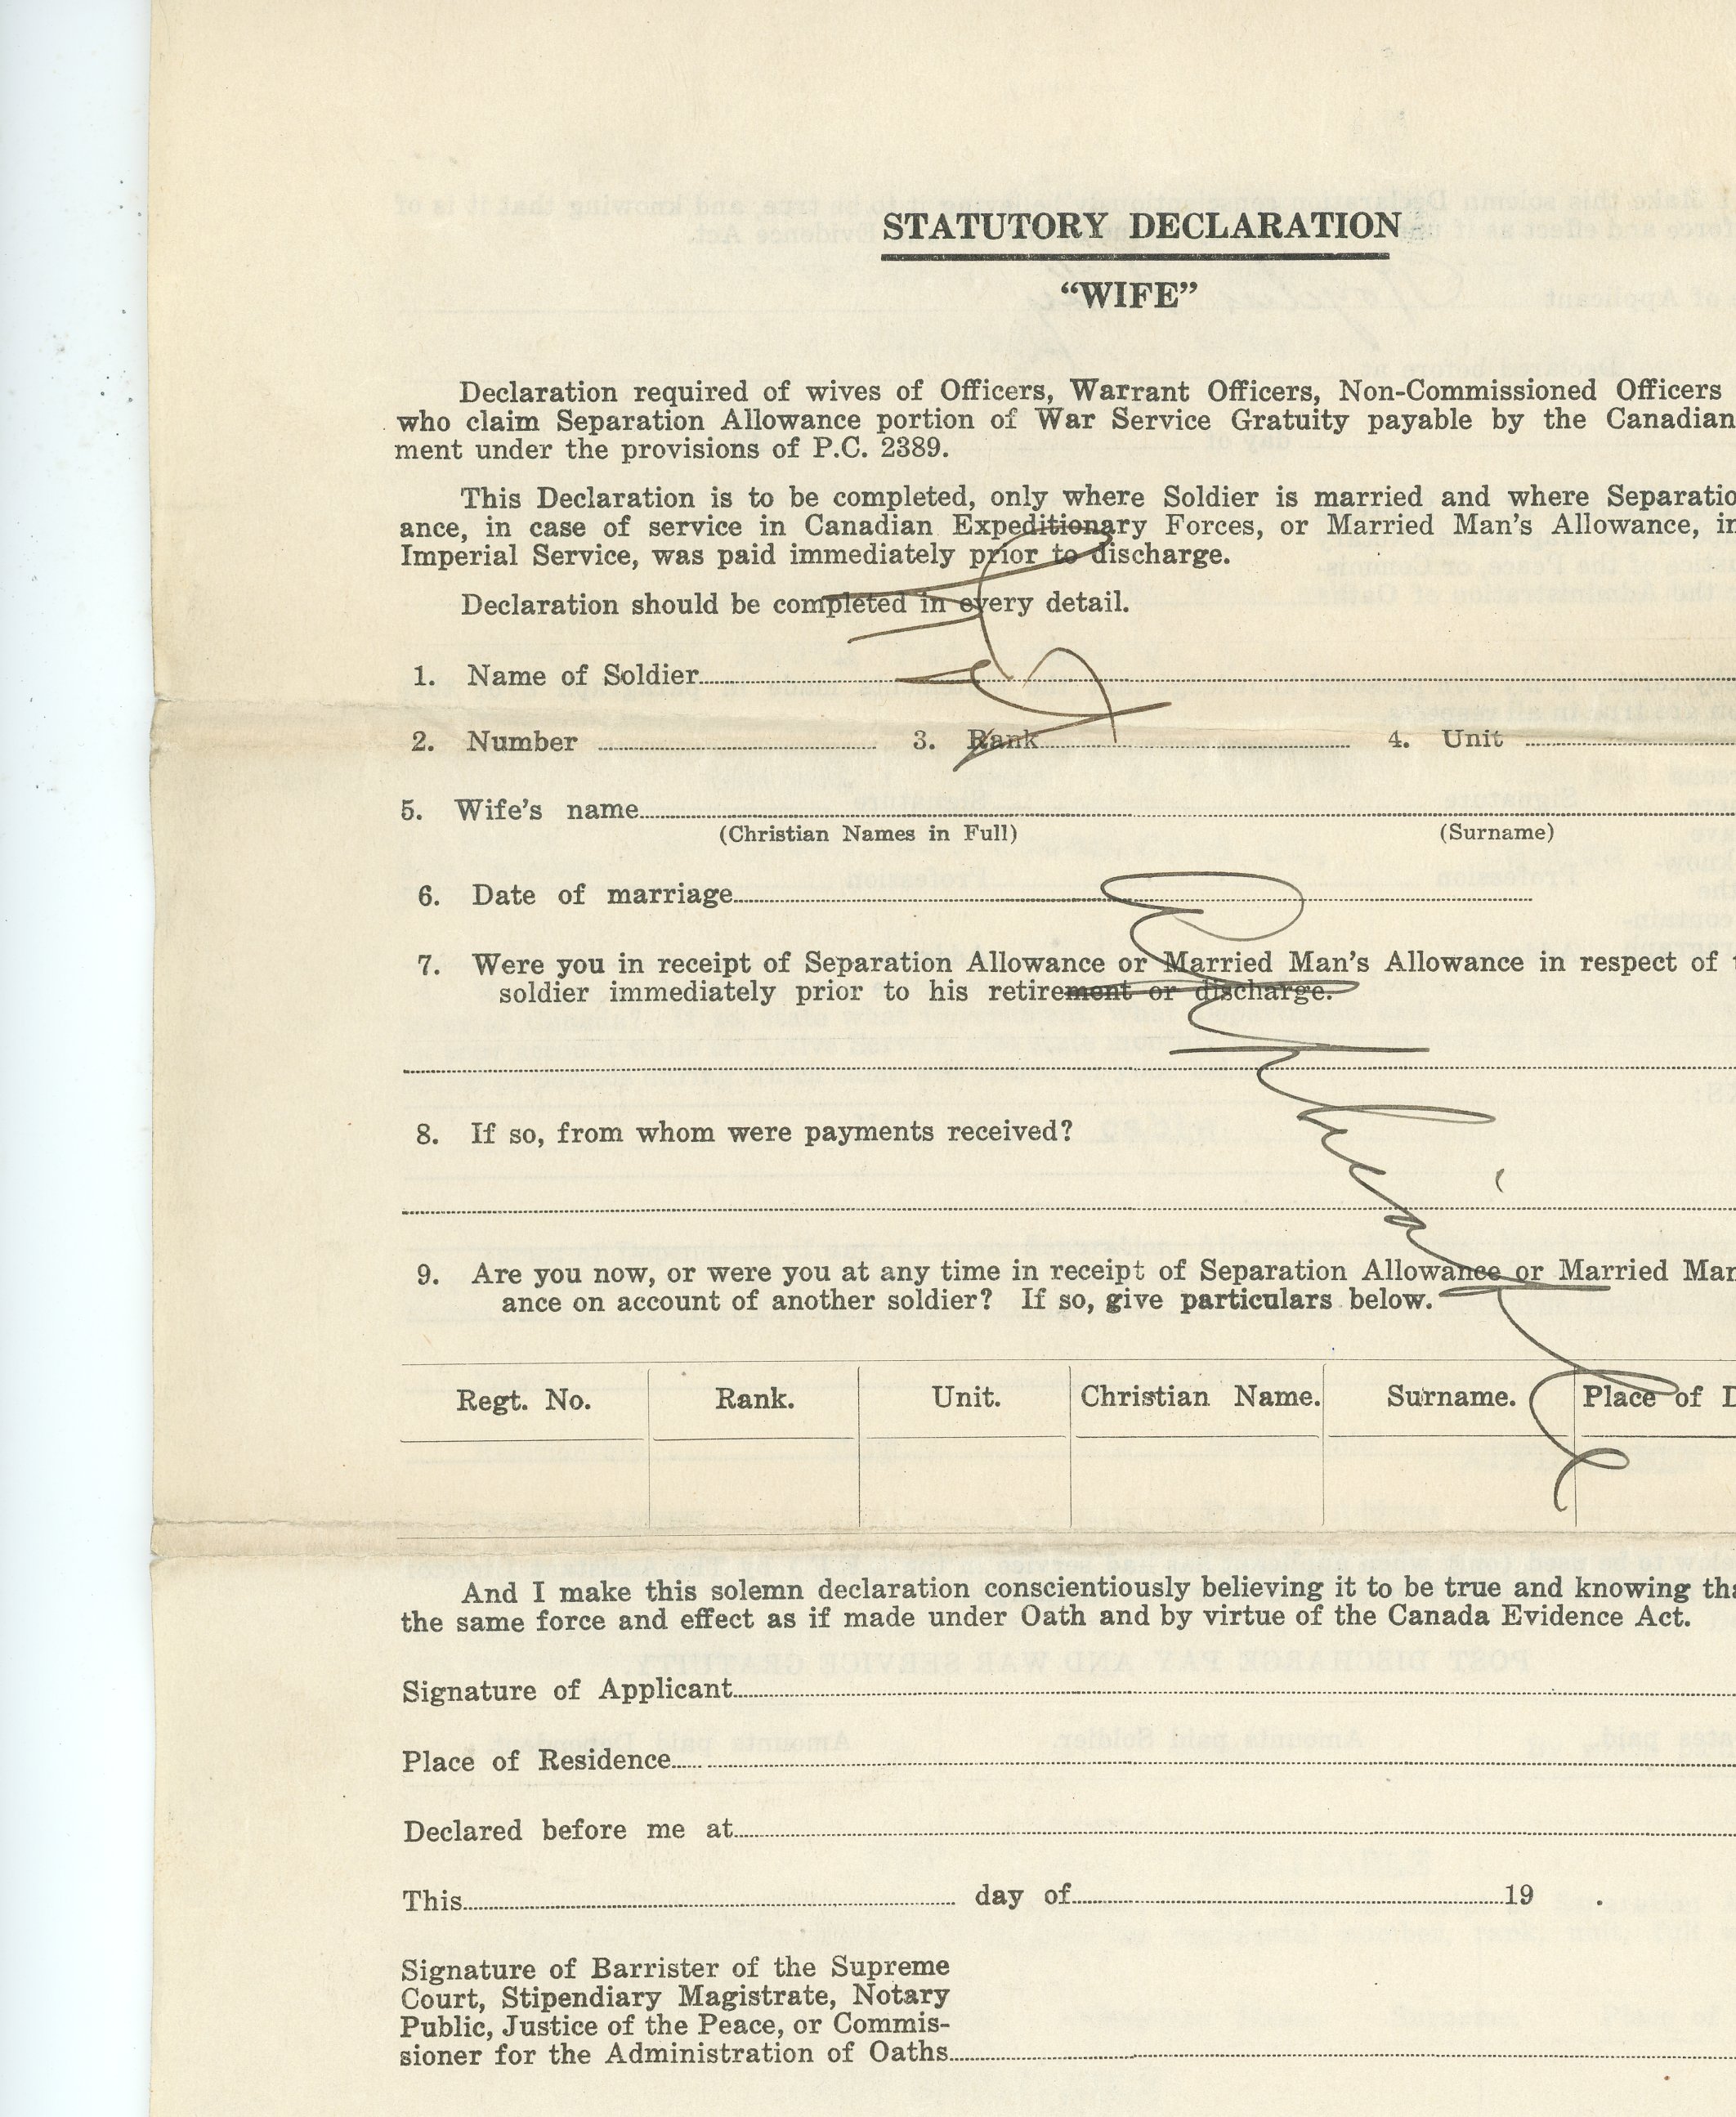 STATUTORY DECLARATION
“WIFE”
Declaration required of wives of Officers, Warrant Officers, Non-Commissioned Officers
who claim Separation Allowance portion of War Service Gratuity payable by the Canadian
ment under the provisions of P.C. 2389.
This Declaration is to be completed, only where Soldier is married and where Separatio
ance, in case of service in Canadian Expeditionary Forces, or Married Man's Allowance, in
Imperial Service, was paid immediately prior to discharge.
Declaration should be completed in every detail.
1. Name of Soldier
2. Number 3. Rank 4. Unit
5. Wife's name
(Christian Names in Full) (Surname)
6. Date of marriage
7. Were you in receipt of Separation Allowance or Married Man's Allowance in respect of
soldier immediately prior to his retirement or discharge.
8. If so, from whom were payments received?
9. Are you now, or were you at any time in receipt of Separation Allowance or Married Man
ance on account of another soldier? If so, give particulars below.
Regt. No. Rank. Unit. Christian Name. Surname. Place of D
And I make this solemn declaration conscientiously believing it to be true and knowing tha
the same force and effect as if made under Oath and by virtue of the Canada Evidence Act.
Signature of Applicant
Place of Residence
Declared before me at
This day of 19 .
Signature of Barrister of the Supreme
Court, Stipendiary Magistrate, Notary
Public, Justice of the Peace, or Commis-
sioner for the Administration of Oaths